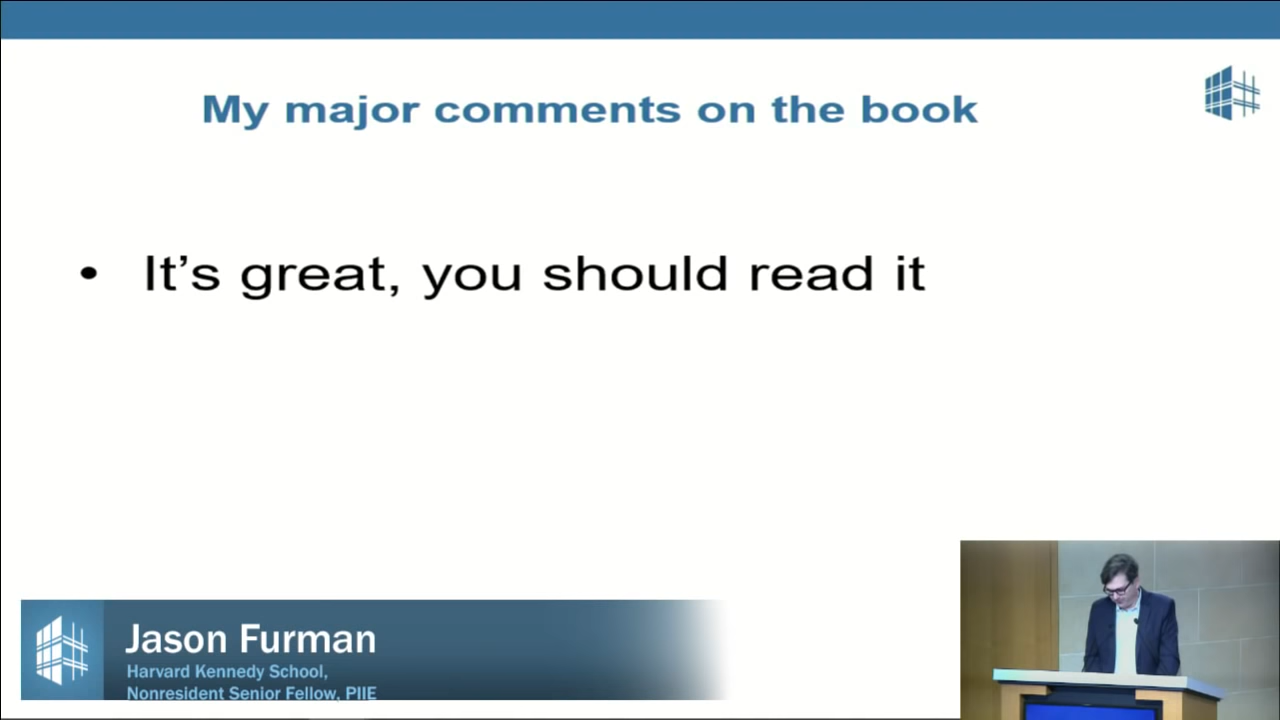 My major comments on the book
• It's great, you should read it
Jason Furman
Harvard Kennedy School,
Nonresident Senior Fellow, PIIE